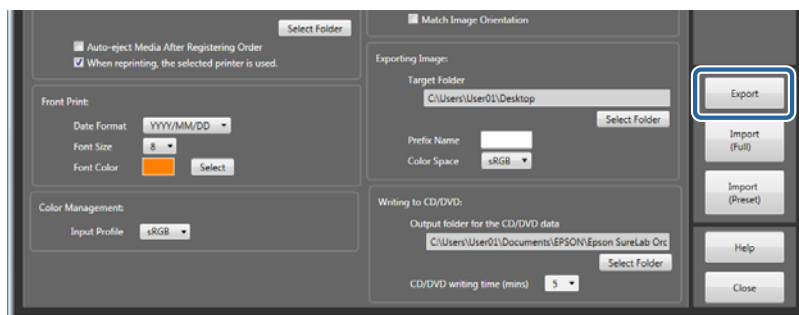 Select Folder
Auto-eject Media After Registering Order
When reprinting, the selected printer is used.
Front Print:
Date Format YYYY/MM/DD
Font Size 8
Font Color Select
Color Management:
Input Profile sRGB
Match Image Orientation
Exporting Image:
Target Folder
C:\Users\User01\Desktop
Select Folder
Prefix Name
Color Space sRGB
Writing to CD/DVD:
Output folder for the CD/DVD data
C:\Users\User01\Documents\EPSON\Epson SureLab Orc
Select Folder
CD/DVD writing time (mins) 5
Export
Import
(Full)
Import
(Preset)
Help
Close